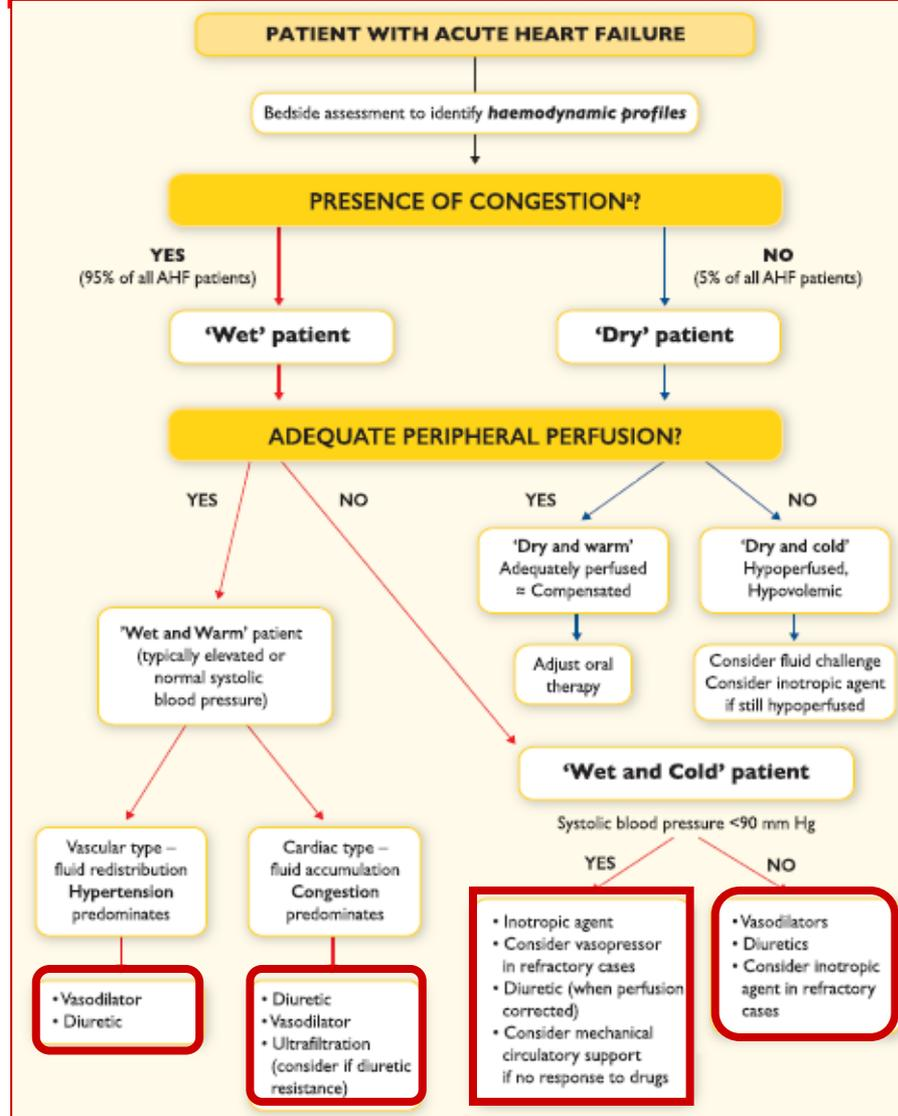 PATIENT WITH ACUTE HEART FAILURE
Bedside assessment to identify haemodynamic profiles
PRESENCE OF CONGESTIONª?
YES
(95% of all AHF patients)
NO
(5% of all AHF patients)
‘Wet’ patient
‘Dry’ patient
ADEQUATE PERIPHERAL PERFUSION?
YES
NO
YES
NO
‘Dry and warm’
Adequately perfused
≈ Compensated
‘Dry and cold’
Hypoperfused,
Hypovolemic
’Wet and Warm’ patient
(typically elevated or
normal systolic
blood pressure)
Adjust oral
therapy
Consider fluid challenge
Consider inotropic agent
if still hypoperfused
‘Wet and Cold’ patient
Systolic blood pressure <90 mm Hg
Vascular type –
fluid redistribution
Hypertension
predominates
Cardiac type –
fluid accumulation
Congestion
predominates
YES
NO
• Vasodilator
• Diuretic
• Diuretic
• Vasodilator
• Ultrafiltration
(consider if diuretic
resistance)
• Inotropic agent
• Consider vasopressor
in refractory cases
• Diuretic (when perfusion
corrected)
• Consider mechanical
circulatory support
if no response to drugs
• Vasodilators
• Diuretics
• Consider inotropic
agent in refractory
cases